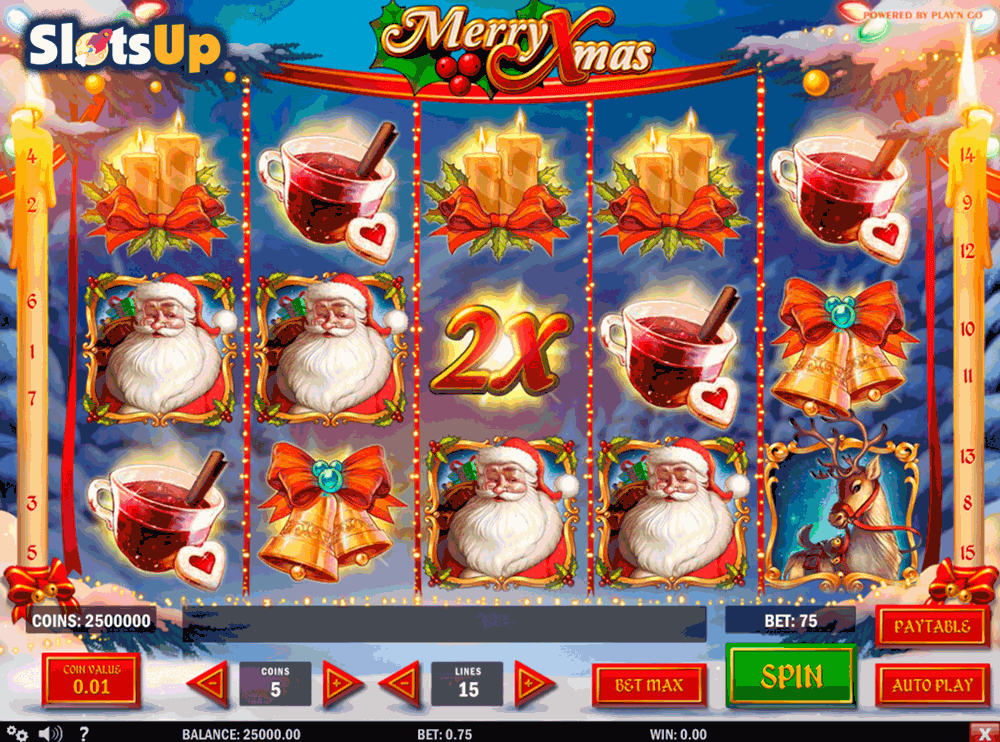 SlotsUp
Merry Xmas
POWERED BY PLAY'N GO
4
2
6
1
7
3
5
2X
14
9
12
10
11
13
8
15
COINS: 2500000
BET: 75
PAYTABLE
COIN VALUE
0.01
-
COINS
5
+
-
LINES
15
+
BET MAX
SPIN
AUTO PLAY
?
BALANCE: 25000.00
BET: 0.75
WIN: 0.00
X